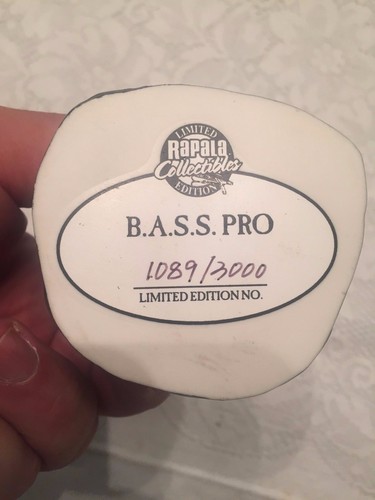 LIMITED
RAPALA
Collectibles
EDITION
B.A.S.S. PRO
1089/3000
LIMITED EDITION NO.